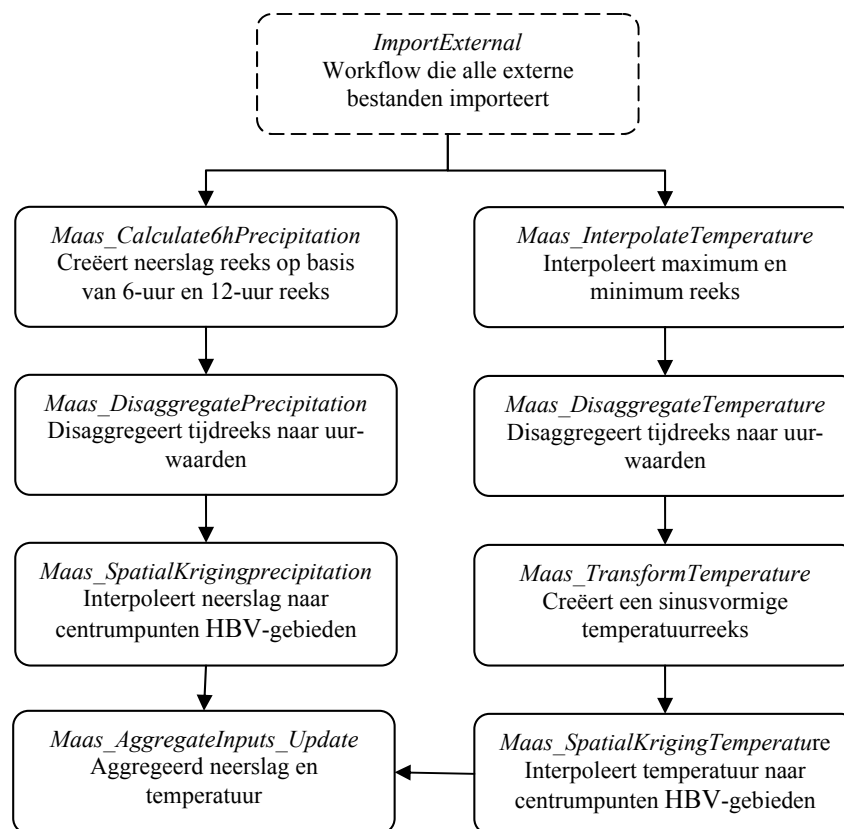 ImportExternal
Workflow die alle externe
bestanden importeert
Maas_Calculate6hPrecipitation
Creëert neerslag reeks op basis
van 6-uur en 12-uur reeks
Maas_InterpolateTemperature
Interpoleert maximum en
minimum reeks
Maas_DisaggregatePrecipitation
Disaggregeert tijdreeks naar uur-
waarden
Maas_DisaggregateTemperature
Disaggregeert tijdreeks naar uur-
waarden
Maas_SpatialKrigingprecipitation
Interpoleert neerslag naar
centrumpunten HBV-gebieden
Maas_TransformTemperature
Creëert een sinusvormige
temperatuurreeks
Maas_AggregateInputs_Update
Aggregeerd neerslag en
temperatuur
Maas_SpatialKrigingTemperature
Interpoleert temperatuur naar
centrumpunten HBV-gebieden